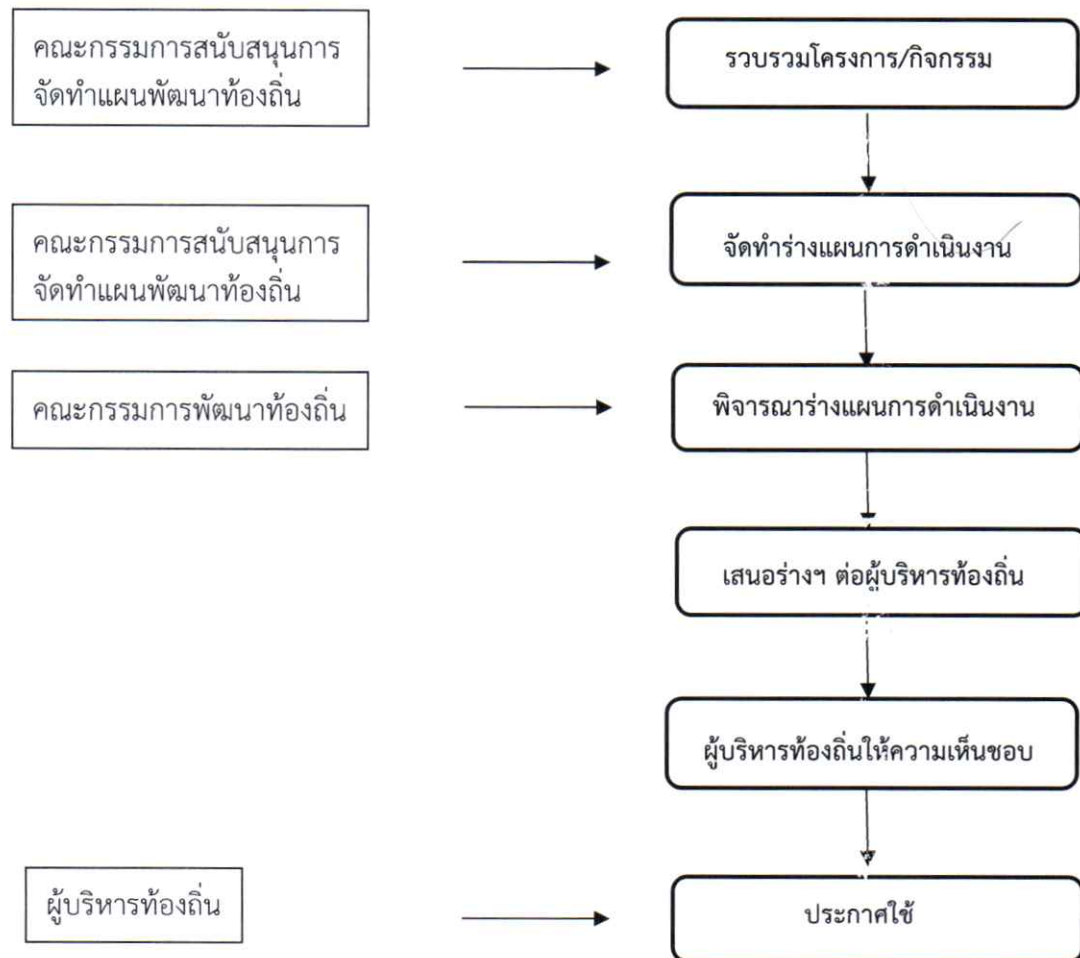 คณะกรรมการสนับสนุนการ
จัดทำแผนพัฒนาท้องถิ่น
รวบรวมโครงการ/กิจกรรม
คณะกรรมการสนับสนุนการ
จัดทำแผนพัฒนาท้องถิ่น
จัดทำร่างแผนการดำเนินงาน
คณะกรรมการพัฒนาท้องถิ่น
พิจารณาร่างแผนการดำเนินงาน
เสนอร่างฯ ต่อผู้บริหารท้องถิ่น
ผู้บริหารท้องถิ่นให้ความเห็นชอบ
ผู้บริหารท้องถิ่น
ประกาศใช้